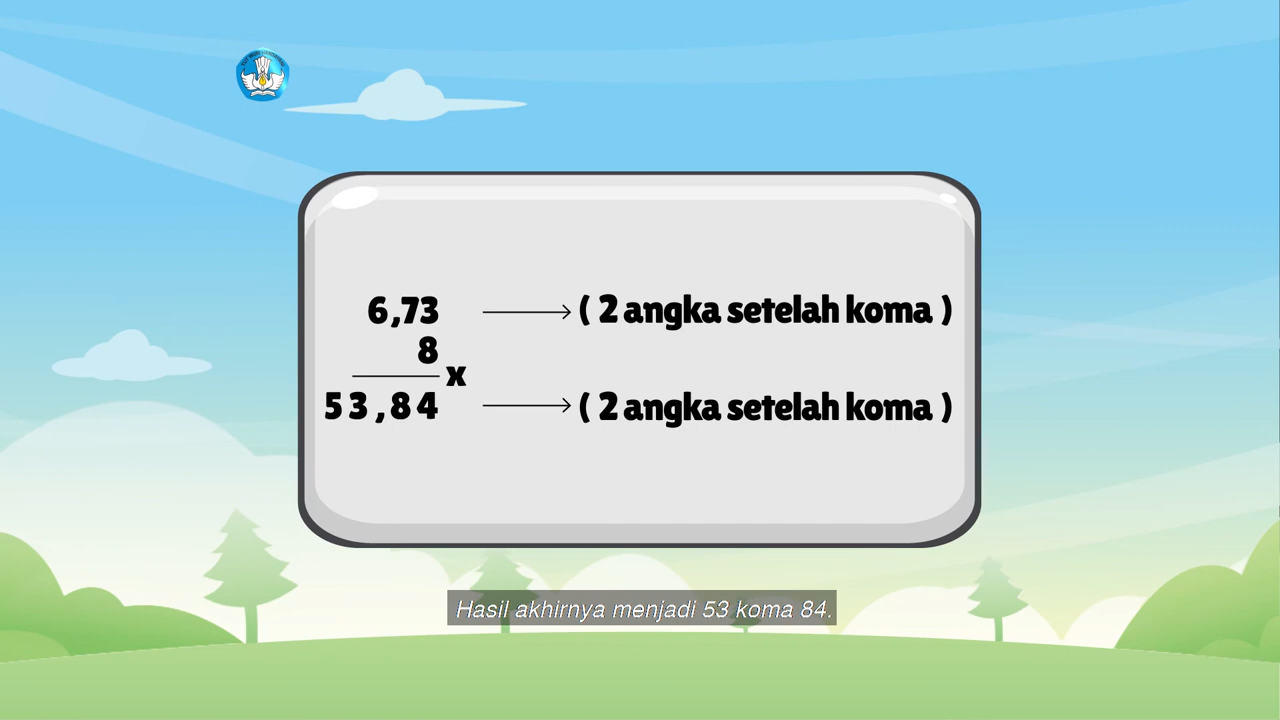 6,73 ( 2 angka setelah koma )
8
x
53,84 ( 2 angka setelah koma )
Hasil akhirnya menjadi 53 koma 84.